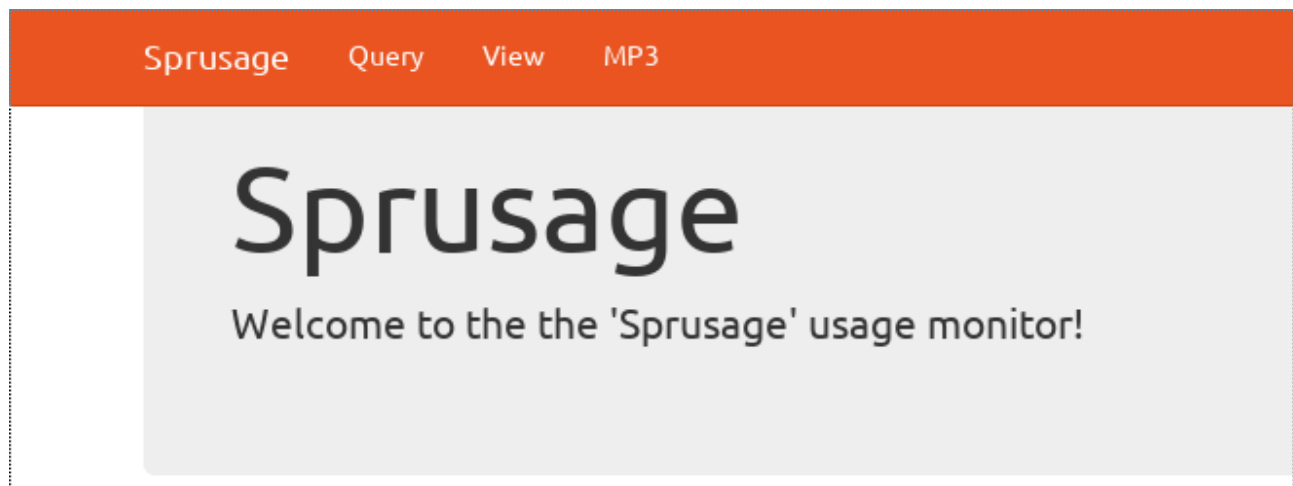 Sprusage Query View MP3
Sprusage
Welcome to the the 'Sprusage' usage monitor!